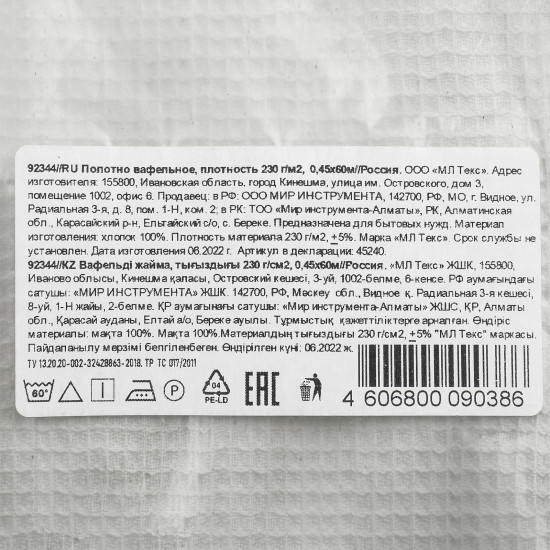 92344//RU Полотно вафельное, плотность 230 г/м2, 0,45х60м//Россия. ООО «МЛ Текс». Адрес
изготовителя: 155800, Ивановская область, город Кинешма, улица им. Островского, дом 3,
помещение 1002, офис 6. Продавец: в РФ: ООО МИР ИНСТРУМЕНТА, 142700, РФ, МО, г. Видное, ул.
Радиальная 3-я, д. 8, пом. 1-Н, ком. 2; в РК: ТОО «Мир инструмента-Алматы», РК, Алматинская
обл., Карасайский р-н, Ельтайский с/о, с. Береке. Предназначена для бытовых нужд. Материал
изготовления: хлопок 100%. Плотность материала 230 г/м2, ±5%. Марка «МЛ Текс». Срок службы не
установлен. Дата изготовления 06.2022 г. Артикул в декларации: 45240.
92344//KZ Вафельді жайма, тығыздығы 230 г/см2, 0,45х60м//Россия. «МЛ Текс» ЖШК, 155800,
Иваново облысы, Кинешма қаласы, Островский көшесі, 3-үй, 1002-бөлме, 6-кеңсе. РФ аумағындағы
сатушы: «МИР ИНСТРУМЕНТА» ЖШК. 142700, РФ, Мәскеу обл., Видное қ. Радиальная 3-я көшесі,
8-уй, 1-Н жайы, 2-бөлме. ҚР аумағындағы сатушы: «Мир инструмента-Алматы» ЖШС, ҚР, Алматы
обл., Қарасай ауданы, Елтай а/о, Береке ауылы. Тұрмыстық қажеттіліктерге арналған. Өндіріс
материалы: мақта 100%. Мақта 100%.Материалдың тығыздығы 230 г/см2, ±5% "МЛ Текс" маркасы.
Пайдаланылу мерзімі белгіленбеген. Өндірілген күні: 06.2022 ж.
ТУ 13.20.20-002-32428863-2018. ТР ТС 017/2011
60° P 04 PE-LD EAC
4 606800 090386